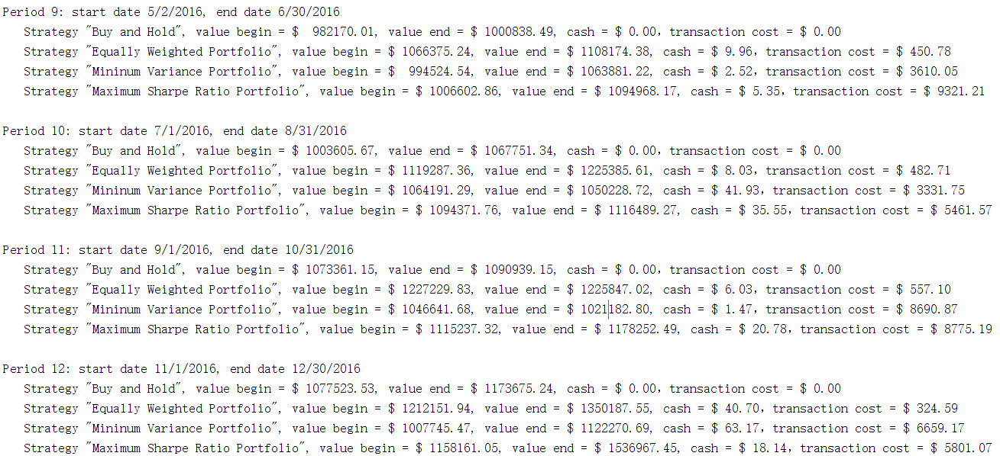 Period 9: start date 5/2/2016, end date 6/30/2016
Strategy "Buy and Hold", value begin = $  982170.01, value end = $ 1000838.49, cash = $ 0.00, transaction cost = $ 0.00
Strategy "Equally Weighted Portfolio", value begin = $ 1066375.24, value end = $ 1108174.38, cash = $ 9.96, transaction cost = $ 450.78
Strategy "Mininum Variance Portfolio", value begin = $  994524.54, value end = $ 1063881.22, cash = $ 2.52, transaction cost = $ 3610.05
Strategy "Maximum Sharpe Ratio Portfolio", value begin = $ 1006602.86, value end = $ 1094968.17, cash = $ 5.35, transaction cost = $ 9321.21
Period 10: start date 7/1/2016, end date 8/31/2016
Strategy "Buy and Hold", value begin = $ 1003605.67, value end = $ 1067751.34, cash = $ 0.00, transaction cost = $ 0.00
Strategy "Equally Weighted Portfolio", value begin = $ 1119287.36, value end = $ 1225385.61, cash = $ 8.03, transaction cost = $ 482.71
Strategy "Mininum Variance Portfolio", value begin = $ 1064191.29, value end = $ 1050228.72, cash = $ 41.93, transaction cost = $ 3331.75
Strategy "Maximum Sharpe Ratio Portfolio", value begin = $ 1094371.76, value end = $ 1116489.27, cash = $ 35.55, transaction cost = $ 5461.57
Period 11: start date 9/1/2016, end date 10/31/2016
Strategy "Buy and Hold", value begin = $ 1073361.15, value end = $ 1090939.15, cash = $ 0.00, transaction cost = $ 0.00
Strategy "Equally Weighted Portfolio", value begin = $ 1227229.83, value end = $ 1225847.02, cash = $ 6.03, transaction cost = $ 557.10
Strategy "Mininum Variance Portfolio", value begin = $ 1046641.68, value end = $ 1021182.80, cash = $ 1.47, transaction cost = $ 8690.87
Strategy "Maximum Sharpe Ratio Portfolio", value begin = $ 1115237.32, value end = $ 1178252.49, cash = $ 20.78, transaction cost = $ 8775.19
Period 12: start date 11/1/2016, end date 12/30/2016
Strategy "Buy and Hold", value begin = $ 1077523.53, value end = $ 1173675.24, cash = $ 0.00, transaction cost = $ 0.00
Strategy "Equally Weighted Portfolio", value begin = $ 1212151.94, value end = $ 1350187.55, cash = $ 40.70, transaction cost = $ 324.59
Strategy "Mininum Variance Portfolio", value begin = $ 1007745.47, value end = $ 1122270.69, cash = $ 63.17, transaction cost = $ 6659.17
Strategy "Maximum Sharpe Ratio Portfolio", value begin = $ 1158161.05, value end = $ 1536967.45, cash = $ 18.14, transaction cost = $ 5801.07